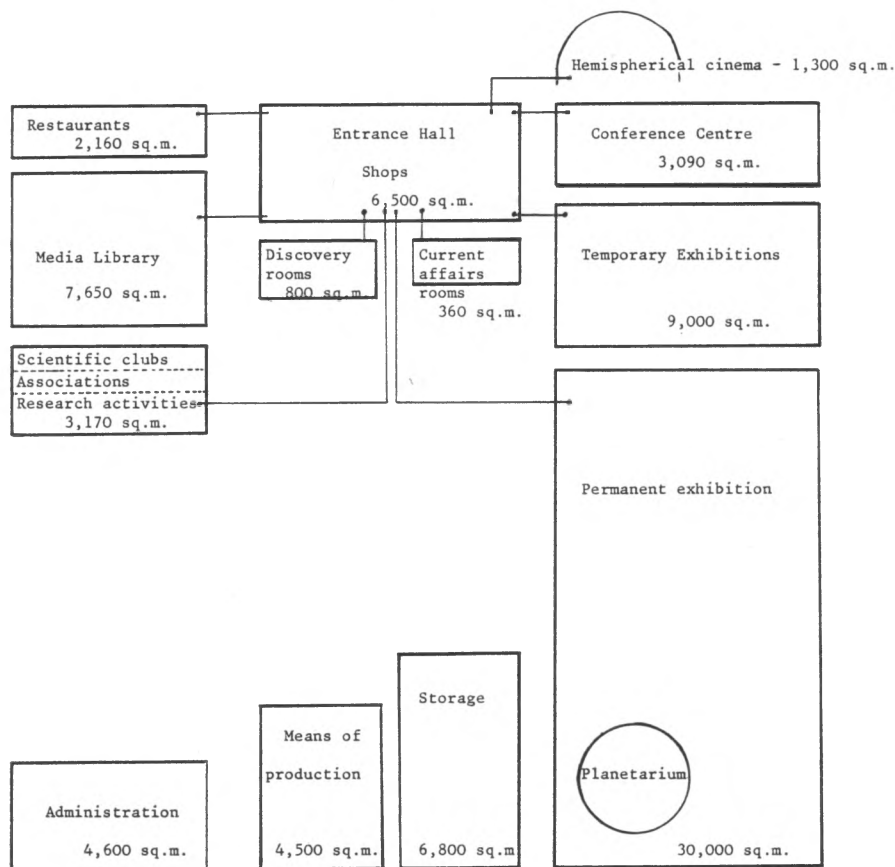 Hemispherical cinema - 1,300 sq.m.
Restaurants
2,160 sq.m.
Entrance Hall
Shops
6,500 sq.m.
Conference Centre
3,090 sq.m.
Media Library
7,650 sq.m.
Discovery
rooms
800 sq.m.
Current
affairs
rooms
360 sq.m.
Temporary Exhibitions
9,000 sq.m.
Scientific clubs
Associations
Research activities
3,170 sq.m.
Permanent exhibition
Storage
6,800 sq.m
Means of
production
4,500 sq.m.
Planetarium
30,000 sq.m.
Administration
4,600 sq.m.